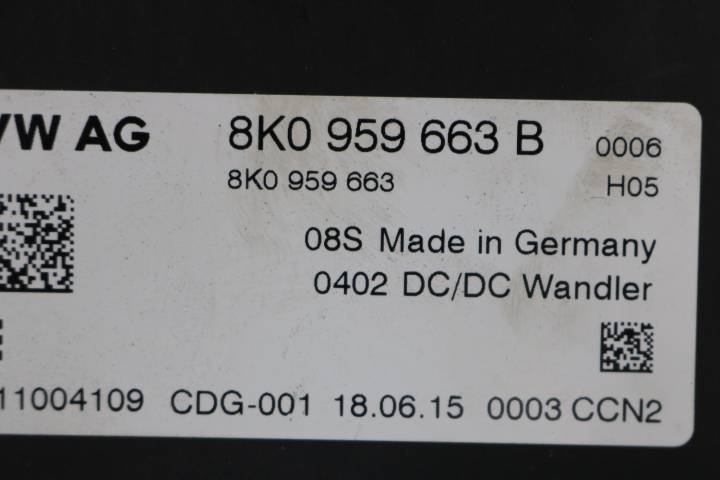 VW AG 8K0 959 663 B 0006
8K0 959 663 H05
08S Made in Germany
0402 DC/DC Wandler
11004109 CDG-001 18.06.15 0003 CCN2